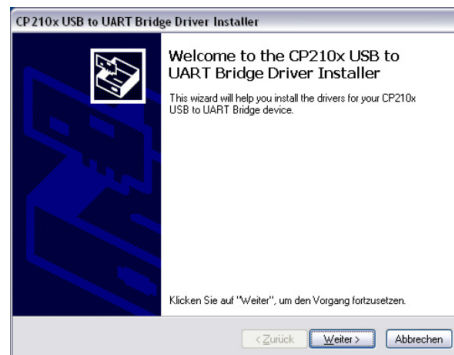 CP210x USB to UART Bridge Driver Installer
Welcome to the CP210x USB to
UART Bridge Driver Installer
This wizard will help you install the drivers for your CP210x
USB to UART Bridge device.
Klicken Sie auf "Weiter", um den Vorgang fortzusetzen.
< Zurück Weiter > Abbrechen